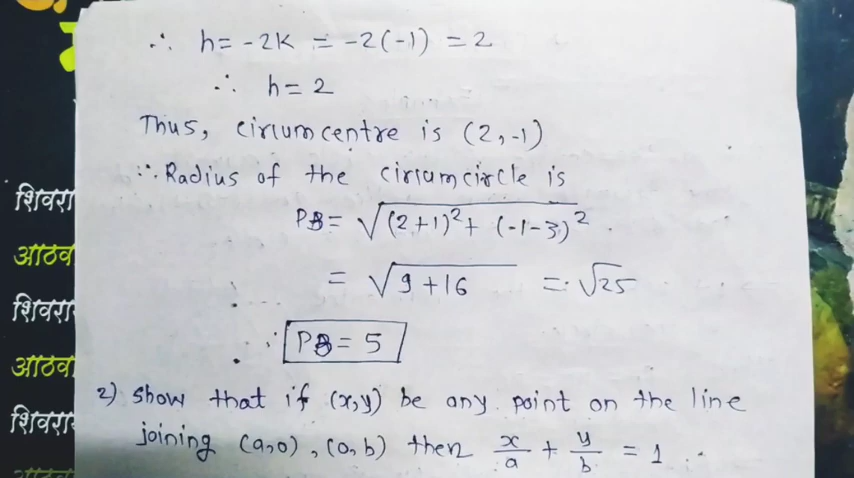 ∴ h = -2K = -2(-1) = 2
∴ h = 2
Thus, circumcentre is (2, -1)
∵ Radius of the circumcircle is
PB = √((2+1)² + (-1-3)²)
= √(9+16) = √25
∴ PB = 5
2) Show that if (x,y) be any point on the line
joining (a,0), (0,b) then x/a + y/b = 1
शिवरा
आठवा
शिवरा
आठवा
शिवरा